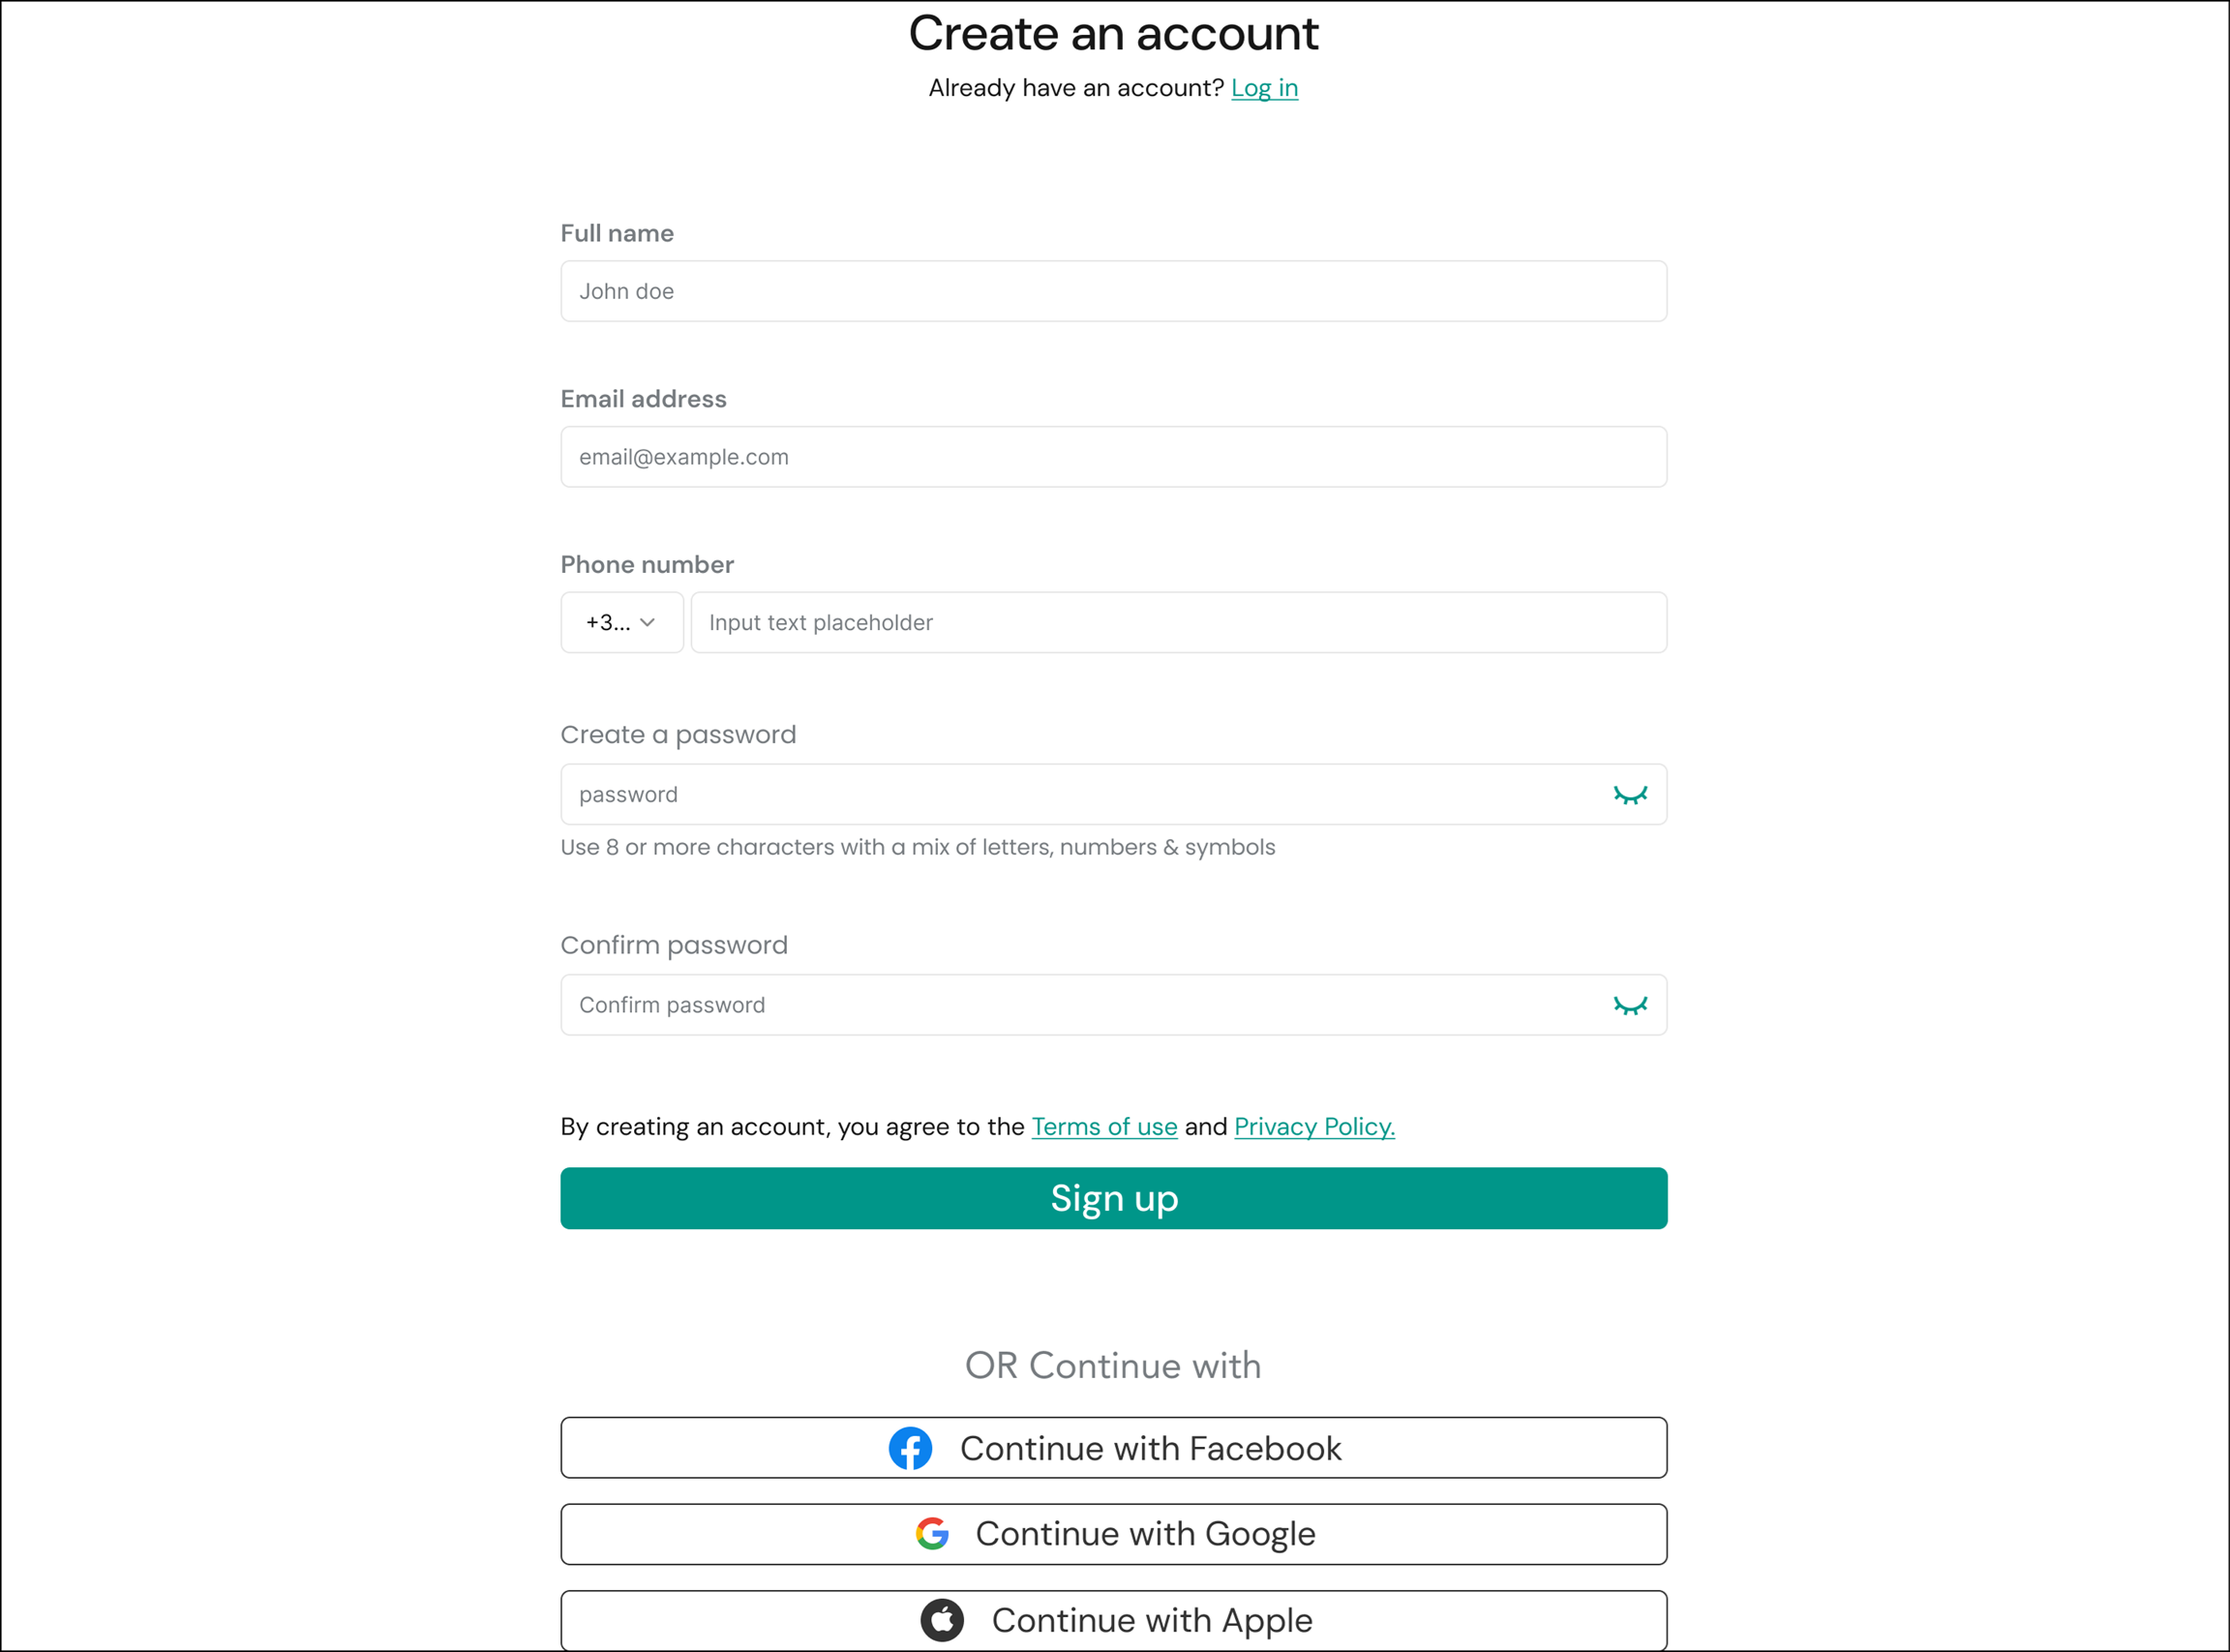 Create an account
Already have an account? Log in
Full name
John doe
Email address
email@example.com
Phone number
+3... Input text placeholder
Create a password
password
Use 8 or more characters with a mix of letters, numbers & symbols
Confirm password
Confirm password
By creating an account, you agree to the Terms of use and Privacy Policy.
Sign up
OR Continue with
Continue with Facebook
Continue with Google
Continue with Apple